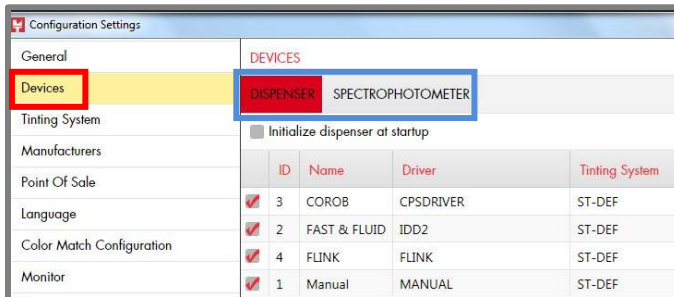 Configuration Settings
General
Devices
Tinting System
Manufacturers
Point Of Sale
Language
Color Match Configuration
Monitor
DEVICES
DISPENSER SPECTROPHOTOMETER
Initialize dispenser at startup
ID Name Driver Tinting System
3 COROB CPSDRIVER ST-DEF
2 FAST & FLUID IDD2 ST-DEF
4 FLINK FLINK ST-DEF
1 Manual MANUAL ST-DEF